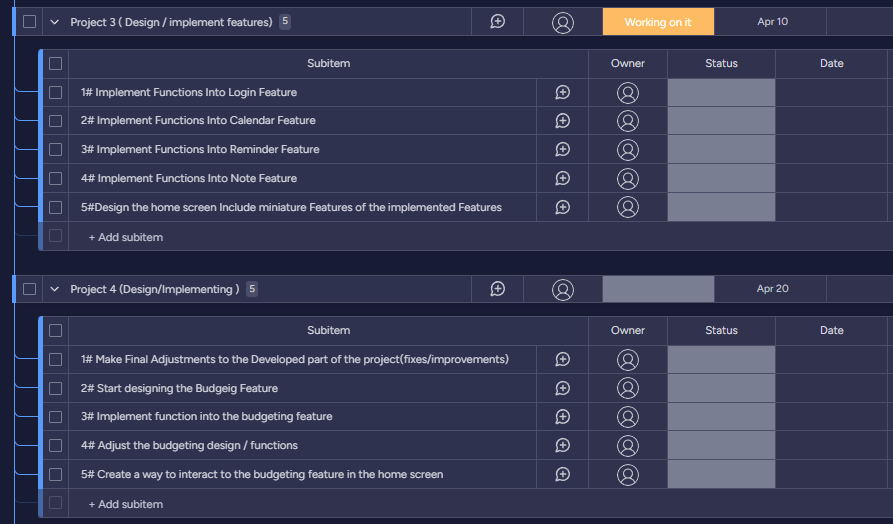 Project 3 ( Design / implement features) 5 Working on it Apr 10
Subitem Owner Status Date
1# Implement Functions Into Login Feature
2# Implement Functions Into Calendar Feature
3# Implement Functions Into Reminder Feature
4# Implement Functions Into Note Feature
5#Design the home screen Include miniature Features of the implemented Features
+ Add subitem
Project 4 (Design/Implementing ) 5 Apr 20
Subitem Owner Status Date
1# Make Final Adjustments to the Developed part of the project(fixes/improvements)
2# Start designing the Budgeig Feature
3# Implement function into the budgeting feature
4# Adjust the budgeting design / functions
5# Create a way to interact to the budgeting feature in the home screen
+ Add subitem